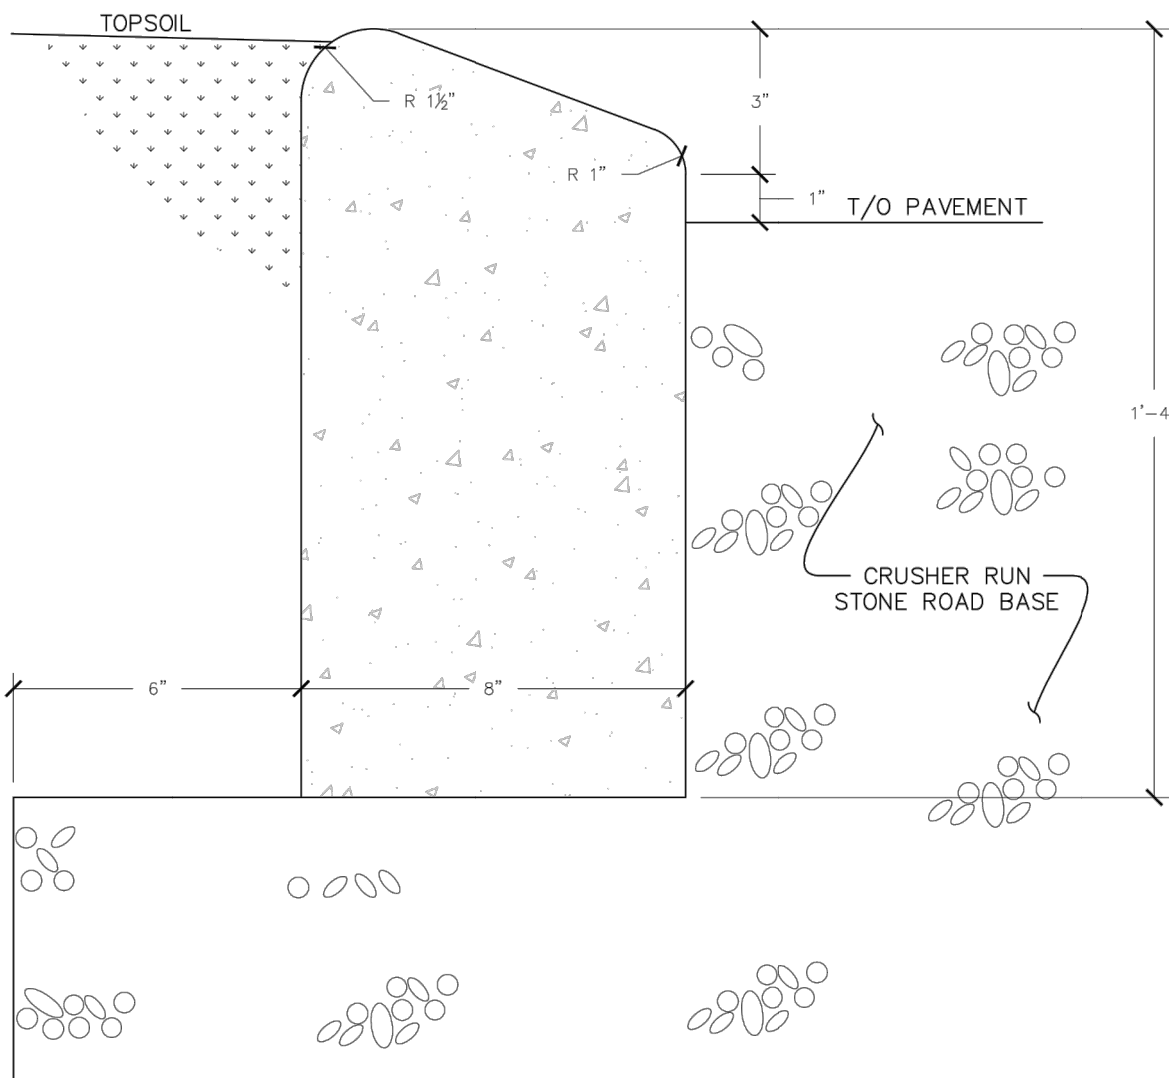 TOPSOIL
R 1½"
3"
R 1"
1"
T/O PAVEMENT
1'-4
CRUSHER RUN
STONE ROAD BASE
6"
8"